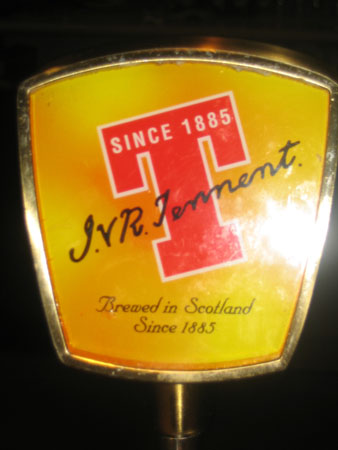 SINCE 1885
T
J.&R. Tennent.
Brewed in Scotland
Since 1885